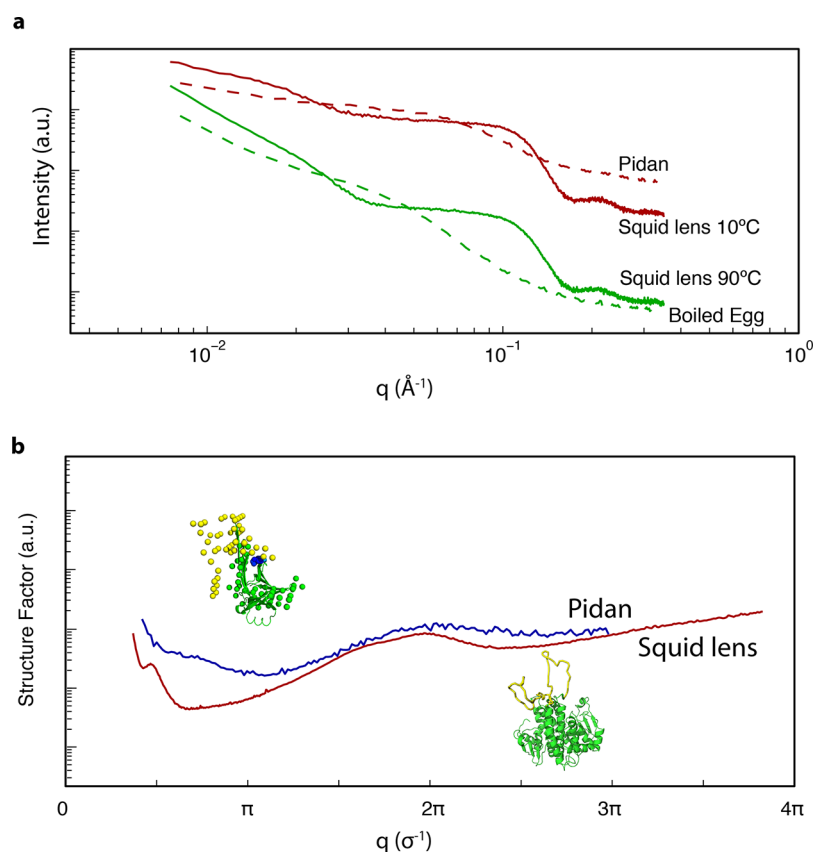 a
Intensity (a.u.)
Pidan
Squid lens 10ºC
Squid lens 90ºC
Boiled Egg
10⁻² 10⁻¹ 10⁰
q (Å⁻¹)
b
Structure Factor (a.u.)
Pidan
Squid lens
0 π 2π 3π 4π
q (σ⁻¹)